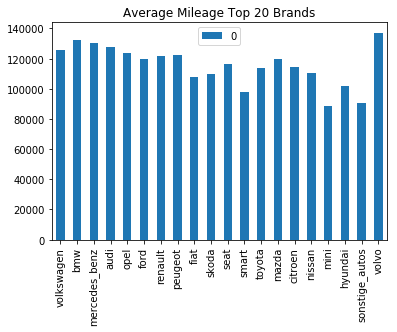 Average Mileage Top 20 Brands
0
140000
120000
100000
80000
60000
40000
20000
0
volkswagen
bmw
mercedes_benz
audi
opel
ford
renault
peugeot
fiat
skoda
seat
smart
toyota
mazda
citroen
nissan
mini
hyundai
sonstige_autos
volvo